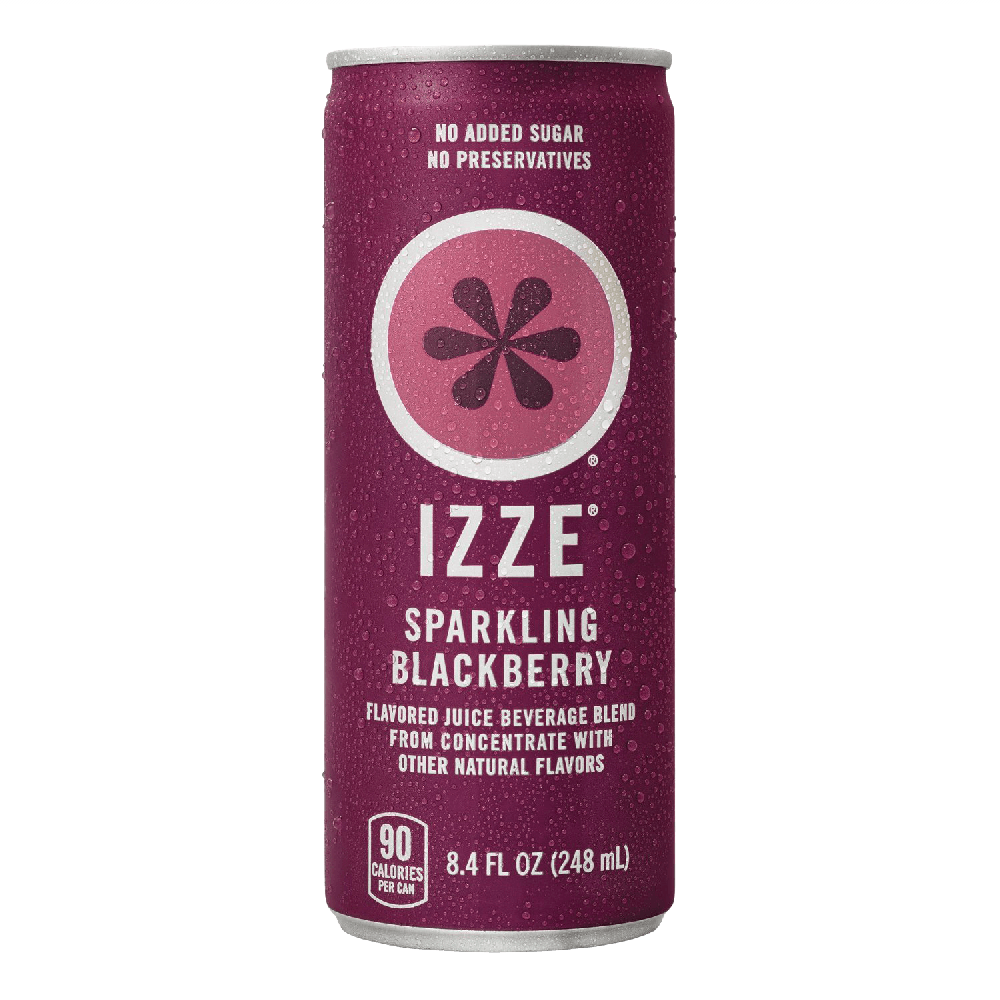 NO ADDED SUGAR
NO PRESERVATIVES
®
IZZE®
SPARKLING
BLACKBERRY
FLAVORED JUICE BEVERAGE BLEND
FROM CONCENTRATE WITH
OTHER NATURAL FLAVORS
90
CALORIES
PER CAN
8.4 FL OZ (248 mL)